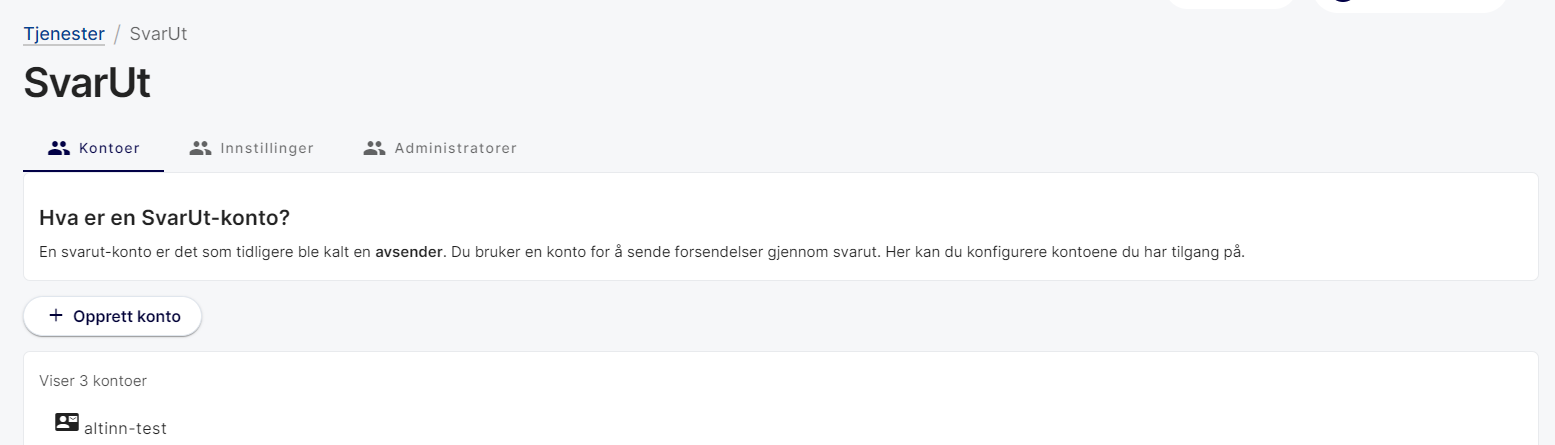 Tjenester / SvarUt
SvarUt
Kontoer Innstillinger Administratorer
Hva er en SvarUt-konto?
En svarut-konto er det som tidligere ble kalt en avsender. Du bruker en konto for å sende forsendelser gjennom svarut. Her kan du konfigurere kontoene du har tilgang på.
+ Opprett konto
Viser 3 kontoer
altinn-test